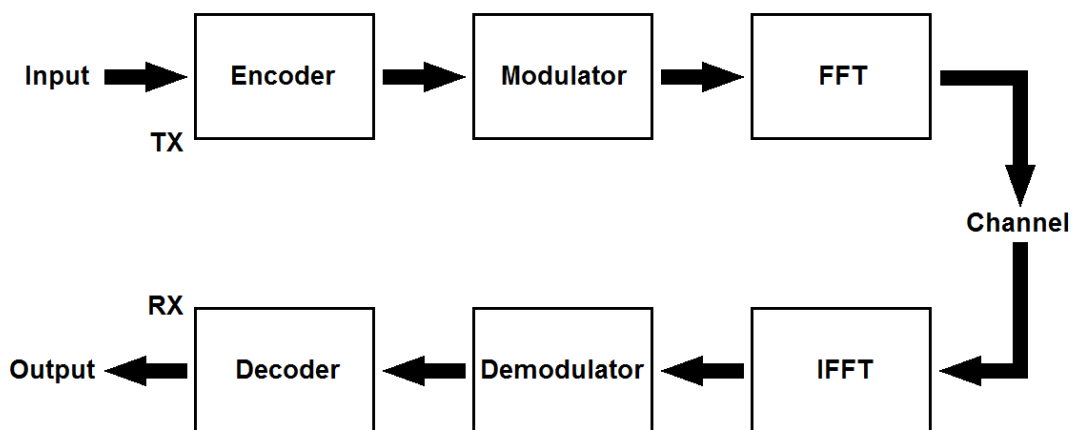 Input
Encoder
Modulator
FFT
TX
Channel
RX
Output
Decoder
Demodulator
IFFT